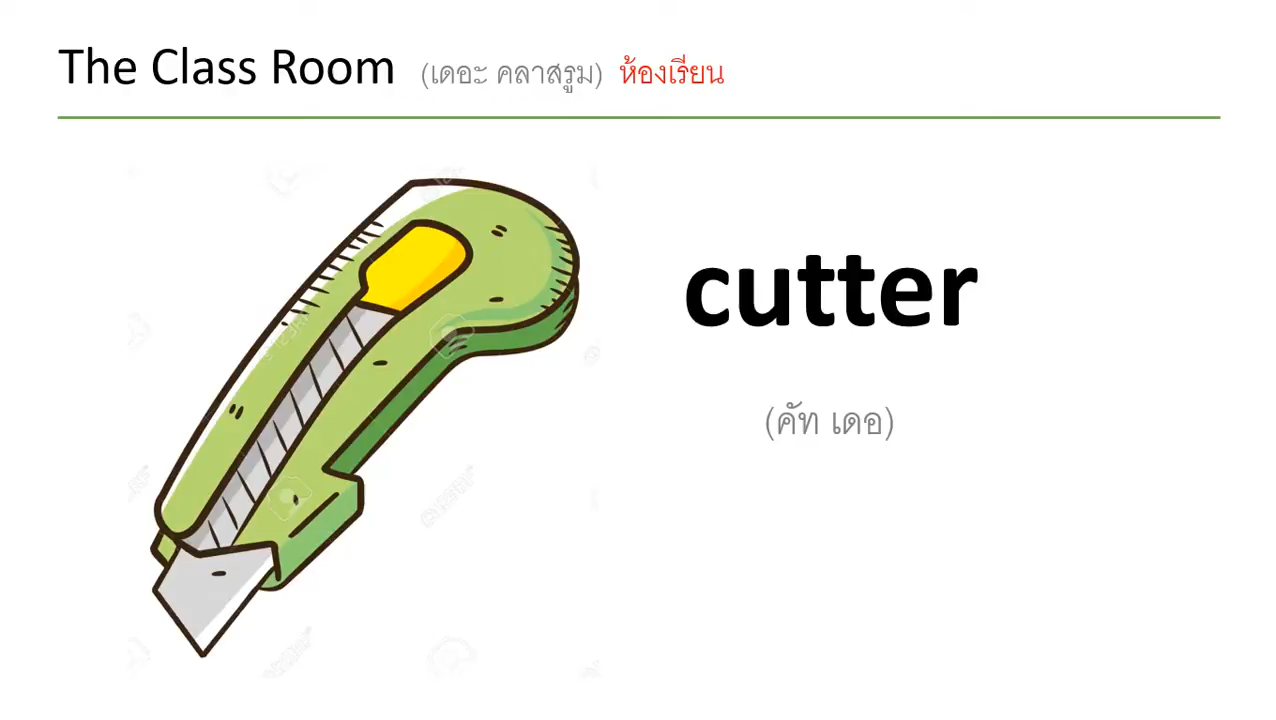 The Class Room (เดอะ คลาสรูม) ห้องเรียน
cutter
(คัท เดอ)